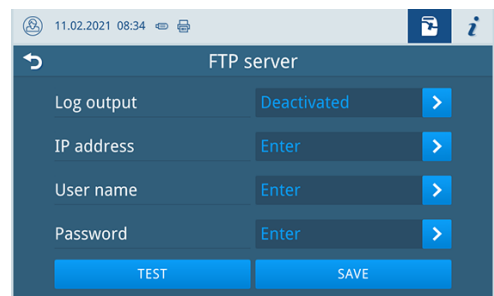 11.02.2021 08:34
i
FTP server
Log output Deactivated
IP address Enter
User name Enter
Password Enter
TEST SAVE